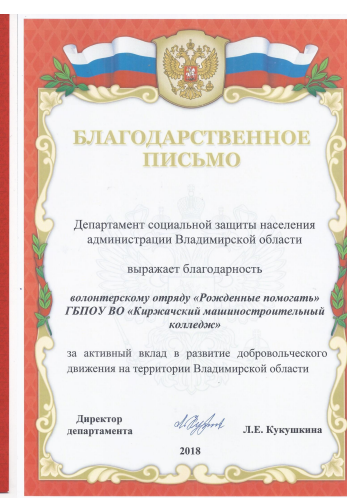 БЛАГОДАРСТВЕННОЕ
ПИСЬМО
Департамент социальной защиты населения
администрации Владимирской области
выражает благодарность
волонтерскому отряду «Рожденные помогать»
ГБПОУ ВО «Киржачский машиностроительный
колледж»
за активный вклад в развитие добровольческого
движения на территории Владимирской области
Директор
департамента
Л.Е. Кукушкина
2018